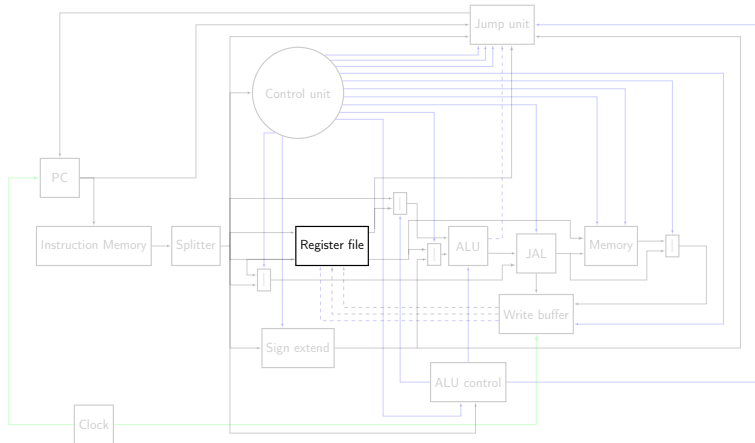 Jump unit
Control unit
PC
Instruction Memory
Splitter
Register file
ALU
JAL
Memory
Write buffer
Sign extend
ALU control
Clock